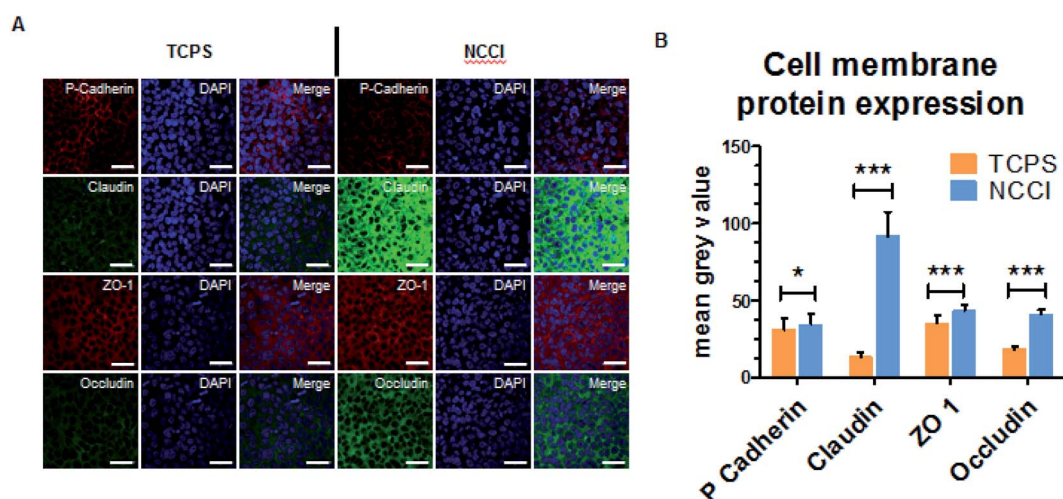 A
TCPS
NCCI
P-Cadherin DAPI Merge P-Cadherin DAPI Merge
Claudin DAPI Merge Claudin DAPI Merge
ZO-1 DAPI Merge ZO-1 DAPI Merge
Occludin DAPI Merge Occludin DAPI Merge
B
Cell membrane
protein expression
mean grey value
150
100
50
0
TCPS
NCCI
*
***
***
***
P Cadherin
Claudin
ZO 1
Occludin